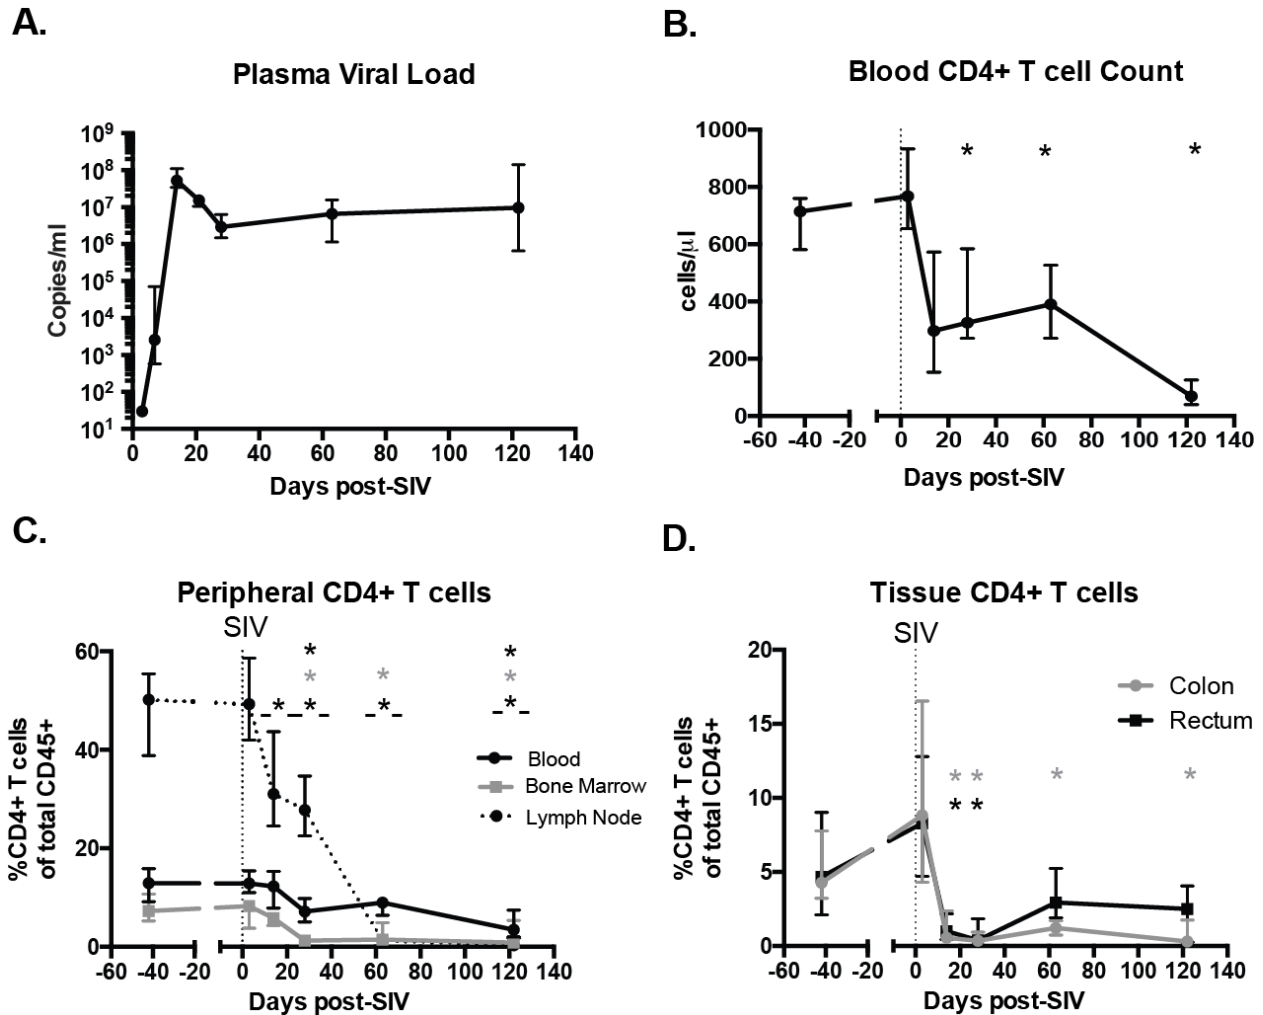 A.
Plasma Viral Load
Copies/ml
10⁹
10⁸
10⁷
10⁶
10⁵
10⁴
10³
10²
10¹
0 20 40 60 80 100 120 140
Days post-SIV
B.
Blood CD4+ T cell Count
cells/µl
1000
800
600
400
200
0
* * *
-60 -40 -20 0 20 40 60 80 100 120 140
Days post-SIV
C.
Peripheral CD4+ T cells
SIV
%CD4+ T cells
of total CD45+
60
40
20
0
* *
* * *
* * * *
Blood
Bone Marrow
Lymph Node
-60 -40 -20 0 20 40 60 80 100 120 140
Days post-SIV
D.
Tissue CD4+ T cells
SIV
%CD4+ T cells
of total CD45+
20
15
10
5
0
Colon
Rectum
* * * *
* *
-60 -40 -20 0 20 40 60 80 100 120 140
Days post-SIV